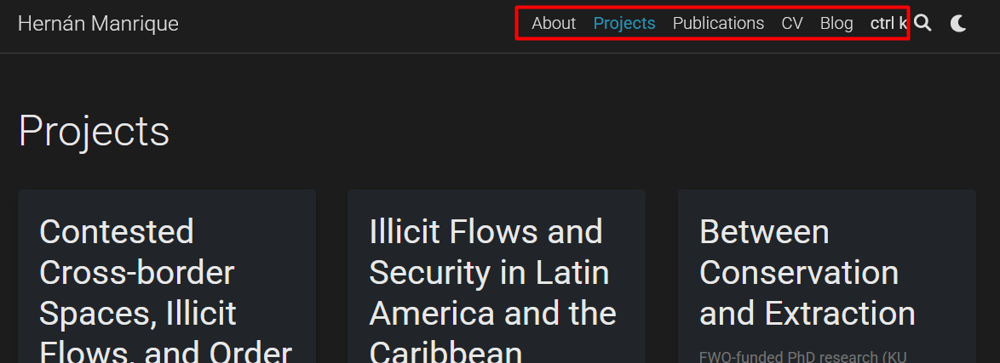 Hernán Manrique
About Projects Publications CV Blog ctrl k
Projects
Contested
Cross-border
Spaces, Illicit
Flows, and Order
Illicit Flows and
Security in Latin
America and the
Caribbean
Between
Conservation
and Extraction
FWO-funded PhD research (KU